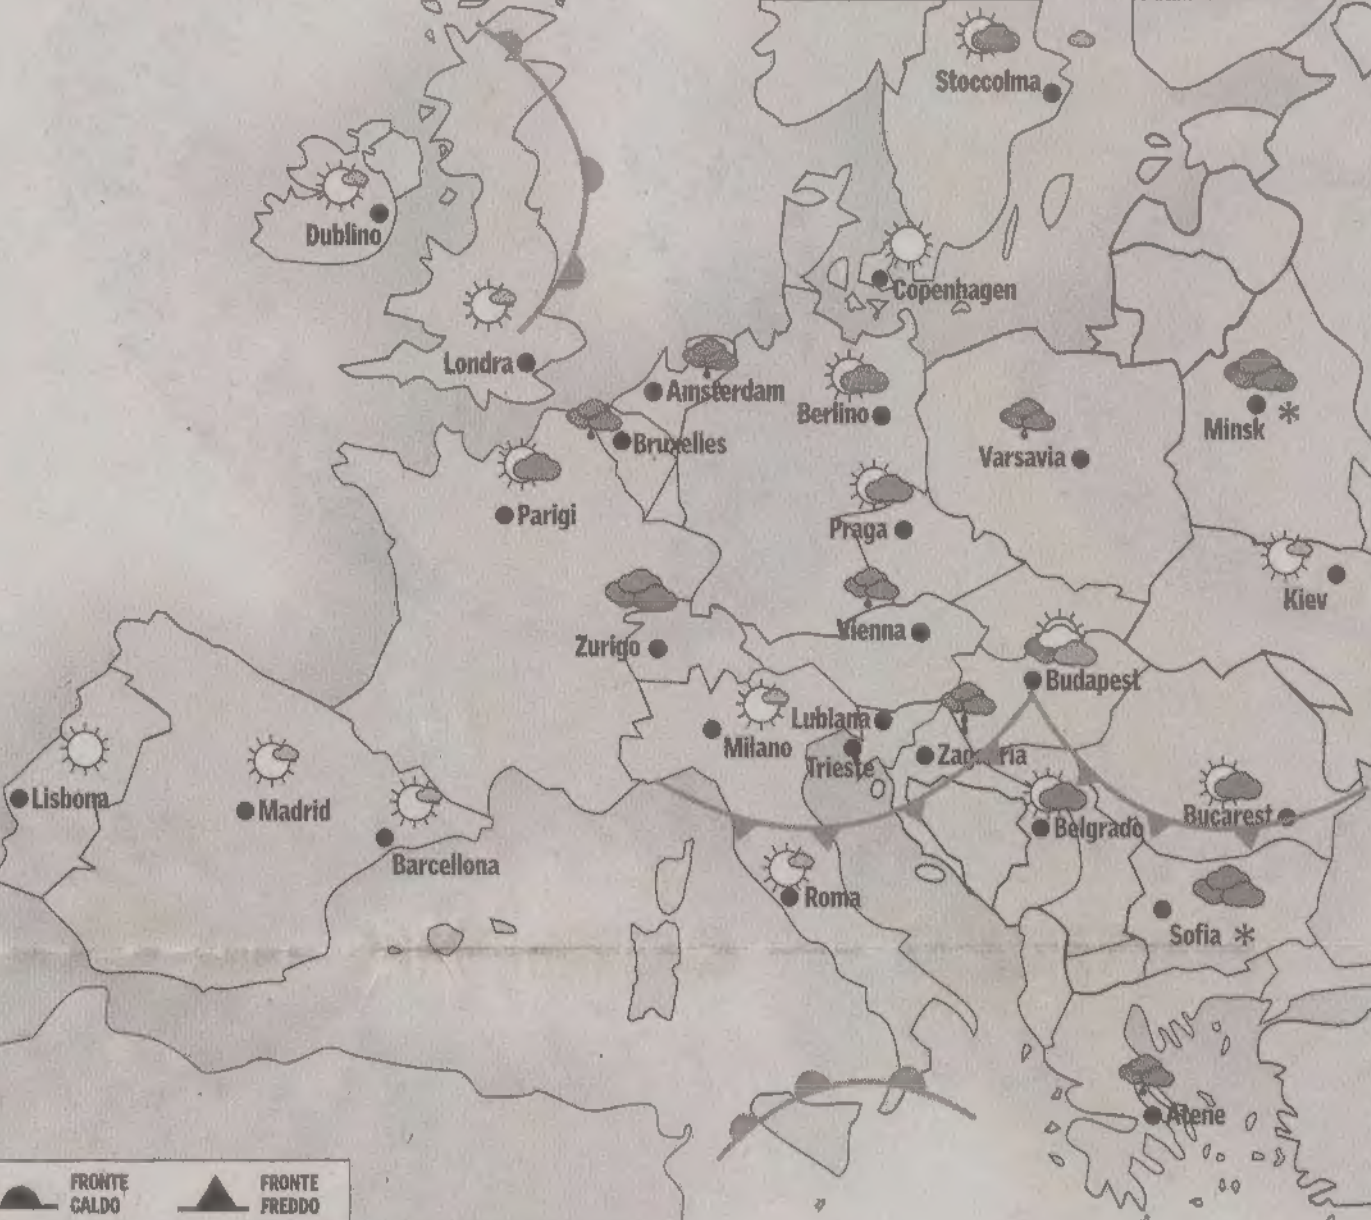 Stoccolma
Dublino
Copenhagen
Londra
Amsterdam
Berlino
Minsk
Bruxelles
Varsavia
Parigi
Praga
Kiev
Vienna
Zurigo
Budapest
Lubiana
Milano
Zagabria
Trieste
Lisbona
Madrid
Bucarest
Belgrado
Barcellona
Roma
Sofia
Atene
FRONTE
CALDO
FRONTE
FREDDO